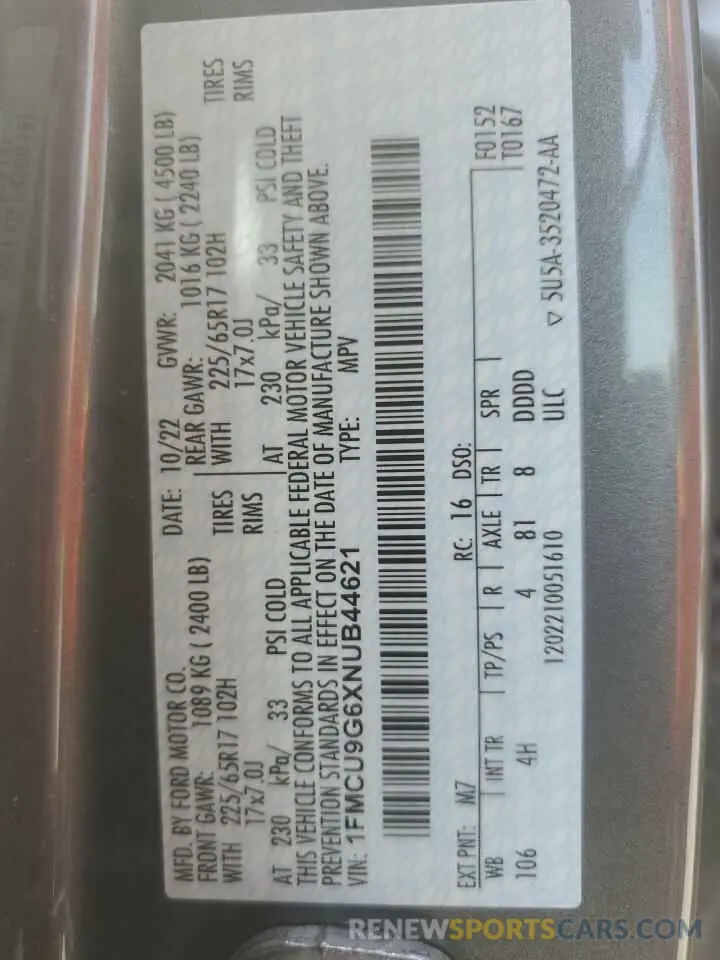 MFD. BY FORD MOTOR CO.
DATE: 10/22 GVWR: 2041 KG ( 4500 LB)
FRONT GAWR: 1089 KG ( 2400 LB) REAR GAWR: 1016 KG ( 2240 LB)
WITH 225/65R17 102H TIRES WITH 225/65R17 102H TIRES
17x7.0J RIMS 17x7.0J RIMS
AT 230 kPa/ 33 PSI COLD AT 230 kPa/ 33 PSI COLD
THIS VEHICLE CONFORMS TO ALL APPLICABLE FEDERAL MOTOR VEHICLE SAFETY AND THEFT
PREVENTION STANDARDS IN EFFECT ON THE DATE OF MANUFACTURE SHOWN ABOVE.
VIN: 1FMCU9G6XNUB44621 TYPE: MPV
EXT PNT: M7 RC: 16 DSO: F0152
WB INT TR TP/PS R AXLE TR SPR T0167
106 4H 4 81 8 DDDD
1202210051610 ULC ▽ 5U5A-3520472-AA
RENEWSPORTSCARS.COM